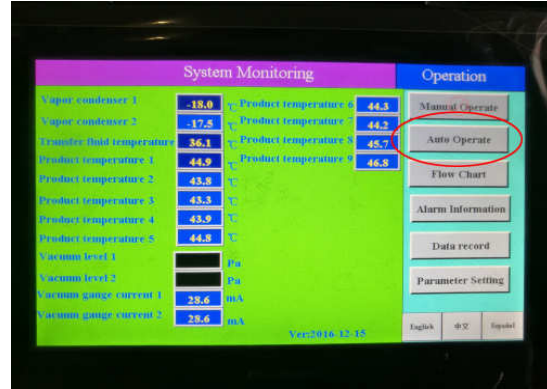 System Monitoring
Operation
Vapor condenser 1 -18.0 ℃ Product temperature 6 44.3
Vapor condenser 2 -17.5 ℃ Product temperature 7 44.2
Transfer fluid temperature 36.1 ℃ Product temperature 8 45.7
Product temperature 1 44.9 ℃ Product temperature 9 46.8
Product temperature 2 43.8 ℃
Product temperature 3 43.3 ℃
Product temperature 4 43.9 ℃
Product temperature 5 44.8 ℃
Vacuum level 1 Pa
Vacuum level 2 Pa
Vacuum gauge current 1 28.6 mA
Vacuum gauge current 2 28.6 mA
Ver:2016-12-15
Manual Operate
Auto Operate
Flow Chart
Alarm Information
Data record
Parameter Setting
English 中文 Español